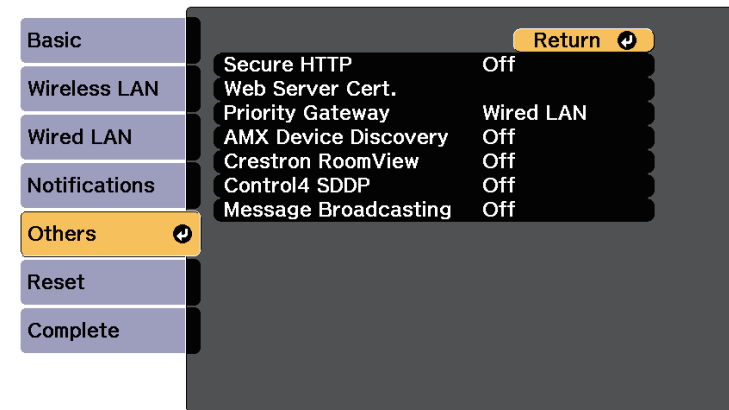 Basic
Wireless LAN
Wired LAN
Notifications
Others
Reset
Complete
Return
Secure HTTP Off
Web Server Cert.
Priority Gateway Wired LAN
AMX Device Discovery Off
Crestron RoomView Off
Control4 SDDP Off
Message Broadcasting Off